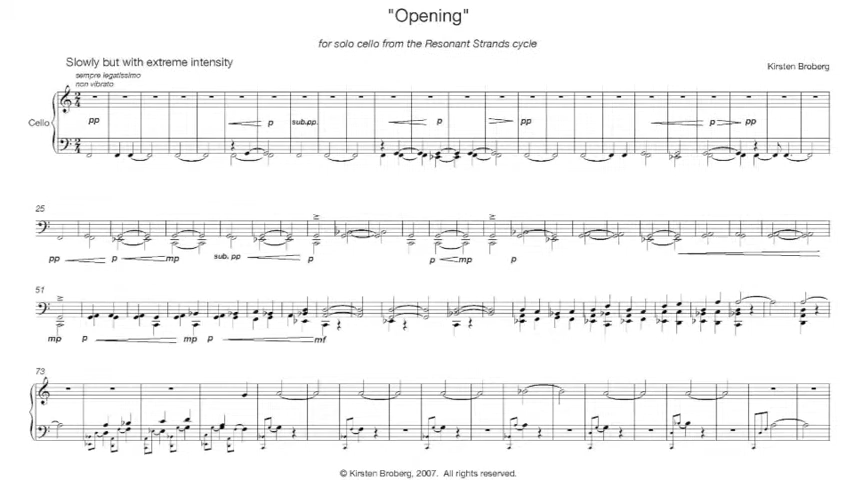 "Opening"
for solo cello from the Resonant Strands cycle
Slowly but with extreme intensity
Kirsten Broberg
sempre legatissimo
non vibrato
Cello
pp p sub.pp. p pp p pp
25
pp p mp sub. pp p p mp p
51
mp p mp p mf
73
© Kirsten Broberg, 2007. All rights reserved.